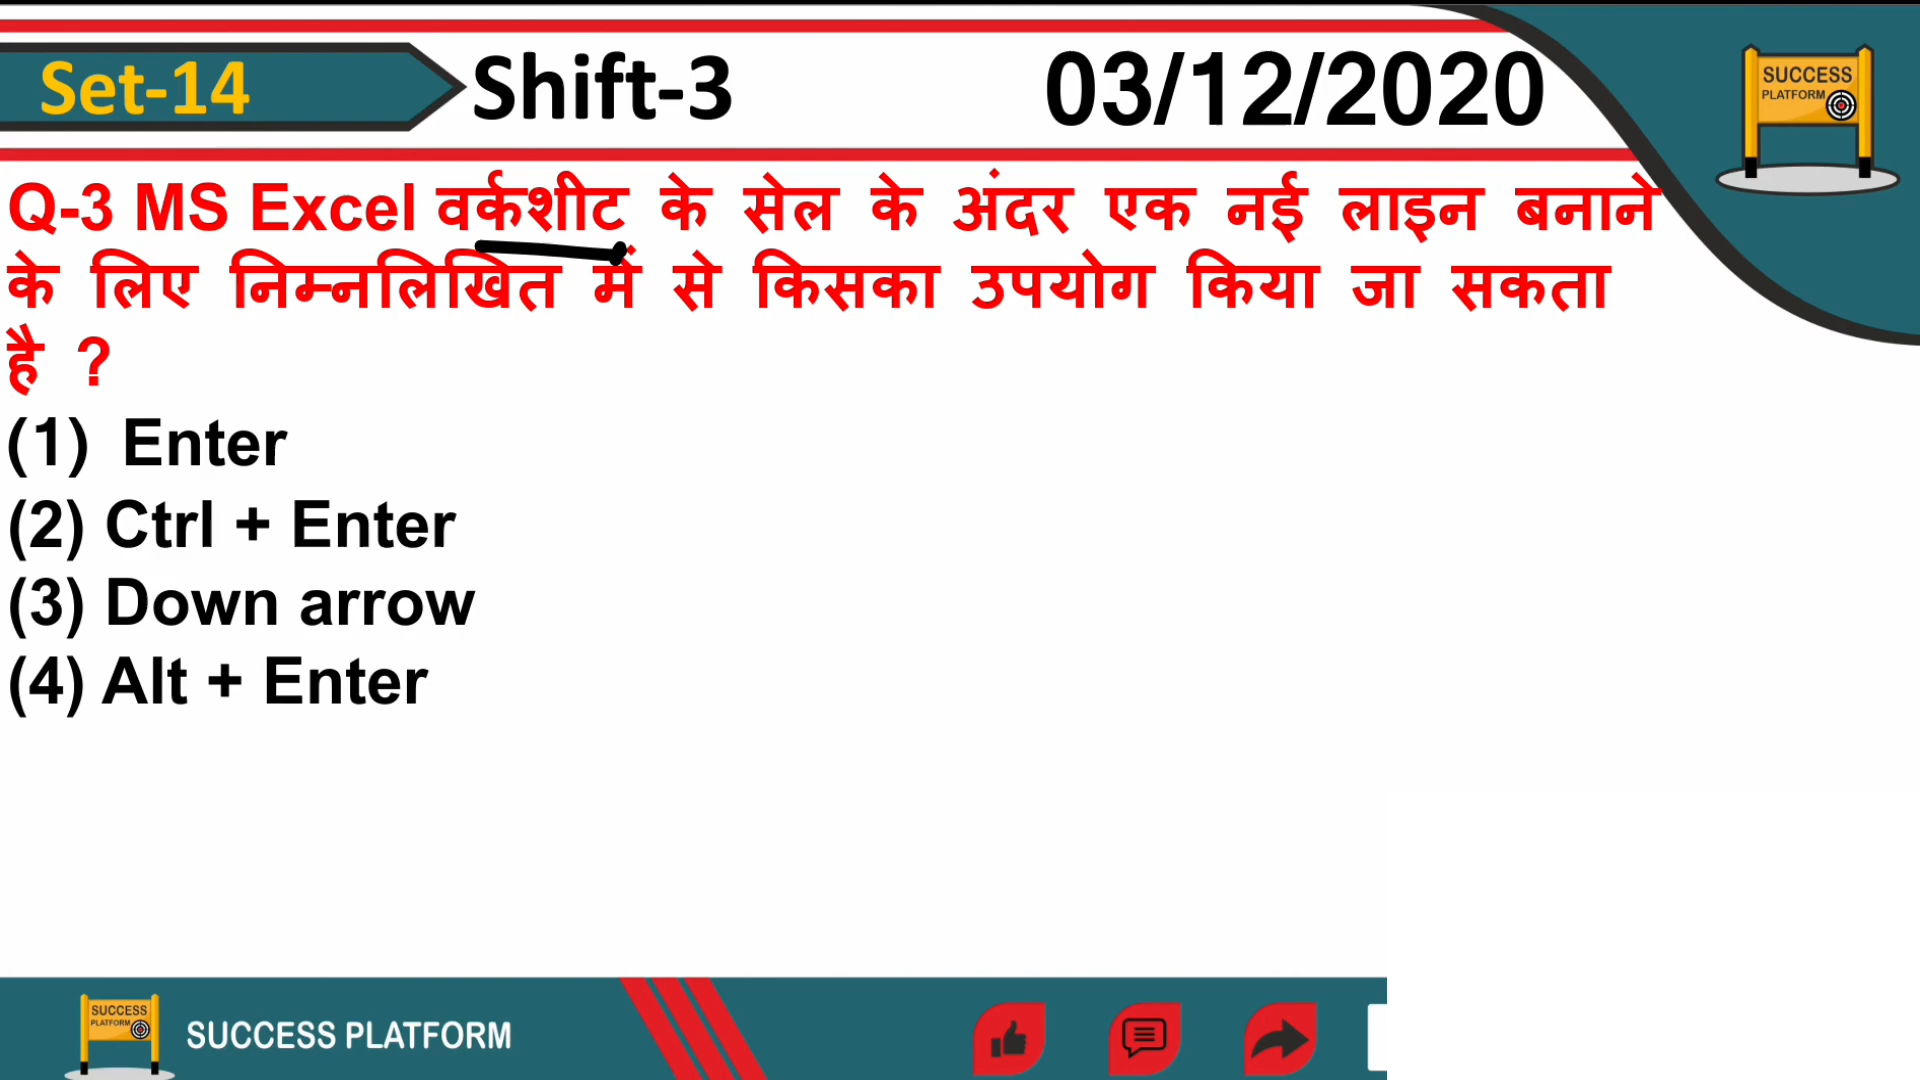 Set-14
Shift-3
03/12/2020
SUCCESS
PLATFORM
Q-3 MS Excel वर्कशीट के सेल के अंदर एक नई लाइन बनाने
के लिए निम्नलिखित में से किसका उपयोग किया जा सकता
है ?
(1) Enter
(2) Ctrl + Enter
(3) Down arrow
(4) Alt + Enter
SUCCESS
PLATFORM
SUCCESS PLATFORM